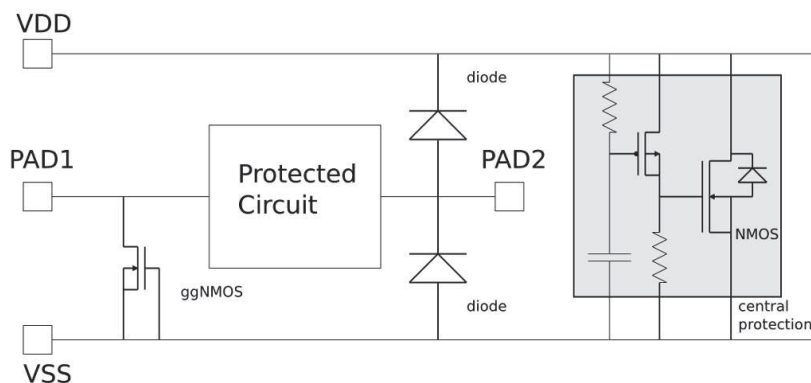 VDD
diode
PAD1
Protected
Circuit
PAD2
NMOS
ggNMOS
diode
central
protection
VSS